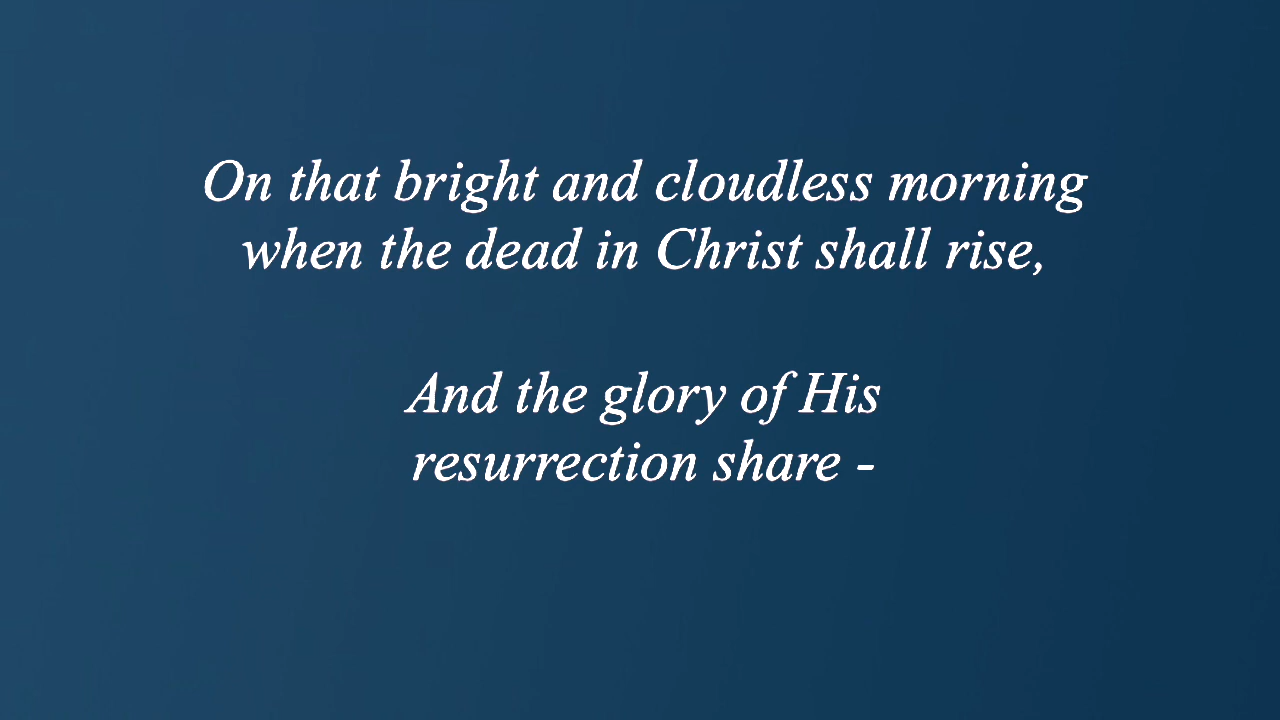 On that bright and cloudless morning
when the dead in Christ shall rise,
And the glory of His
resurrection share -